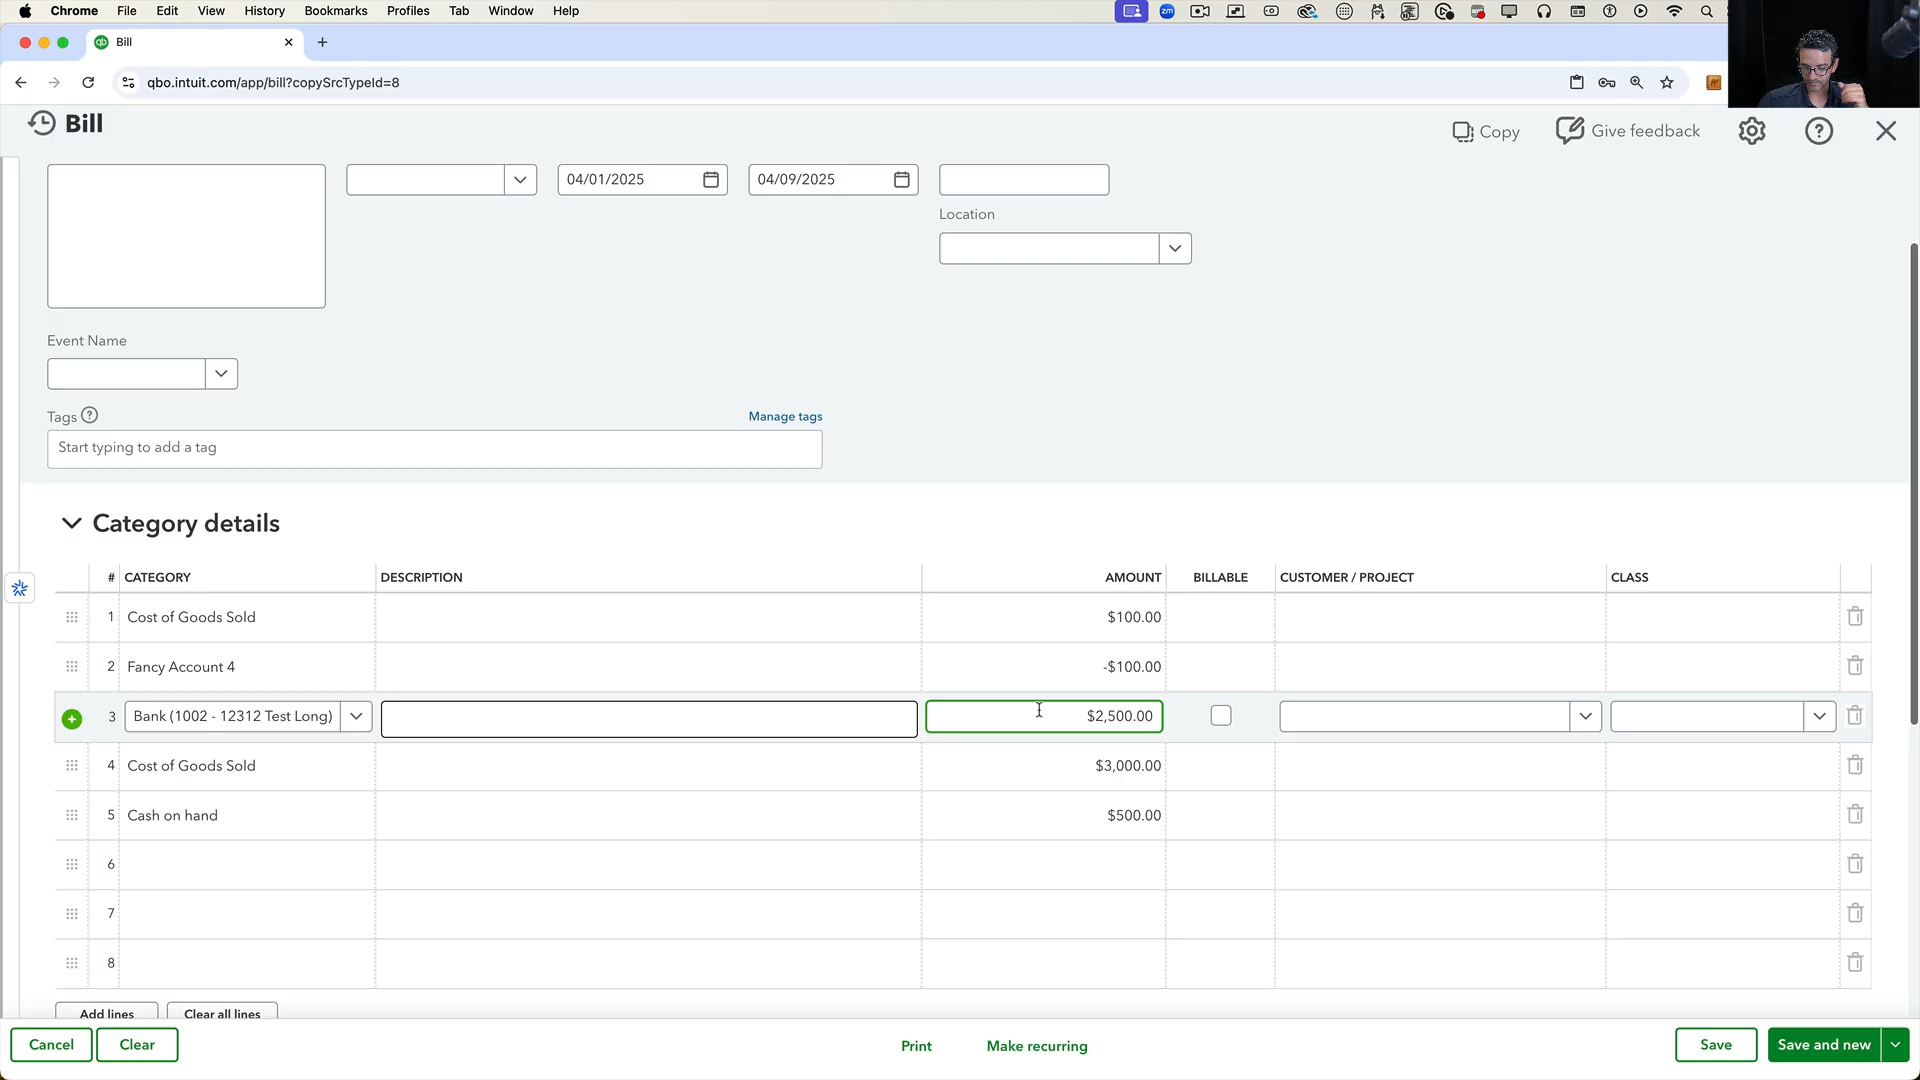 Chrome File Edit View History Bookmarks Profiles Tab Window Help
Bill
qbo.intuit.com/app/bill?copySrcTypeId=8
Bill
Copy
Give feedback
04/01/2025
04/09/2025
Location
Event Name
Tags
Manage tags
Start typing to add a tag
Category details
# CATEGORY DESCRIPTION AMOUNT BILLABLE CUSTOMER / PROJECT CLASS
1 Cost of Goods Sold $100.00
2 Fancy Account 4 -$100.00
3 Bank (1002 - 12312 Test Long) $2,500.00
4 Cost of Goods Sold $3,000.00
5 Cash on hand $500.00
6
7
8
Add lines Clear all lines
Cancel Clear Print Make recurring Save Save and new